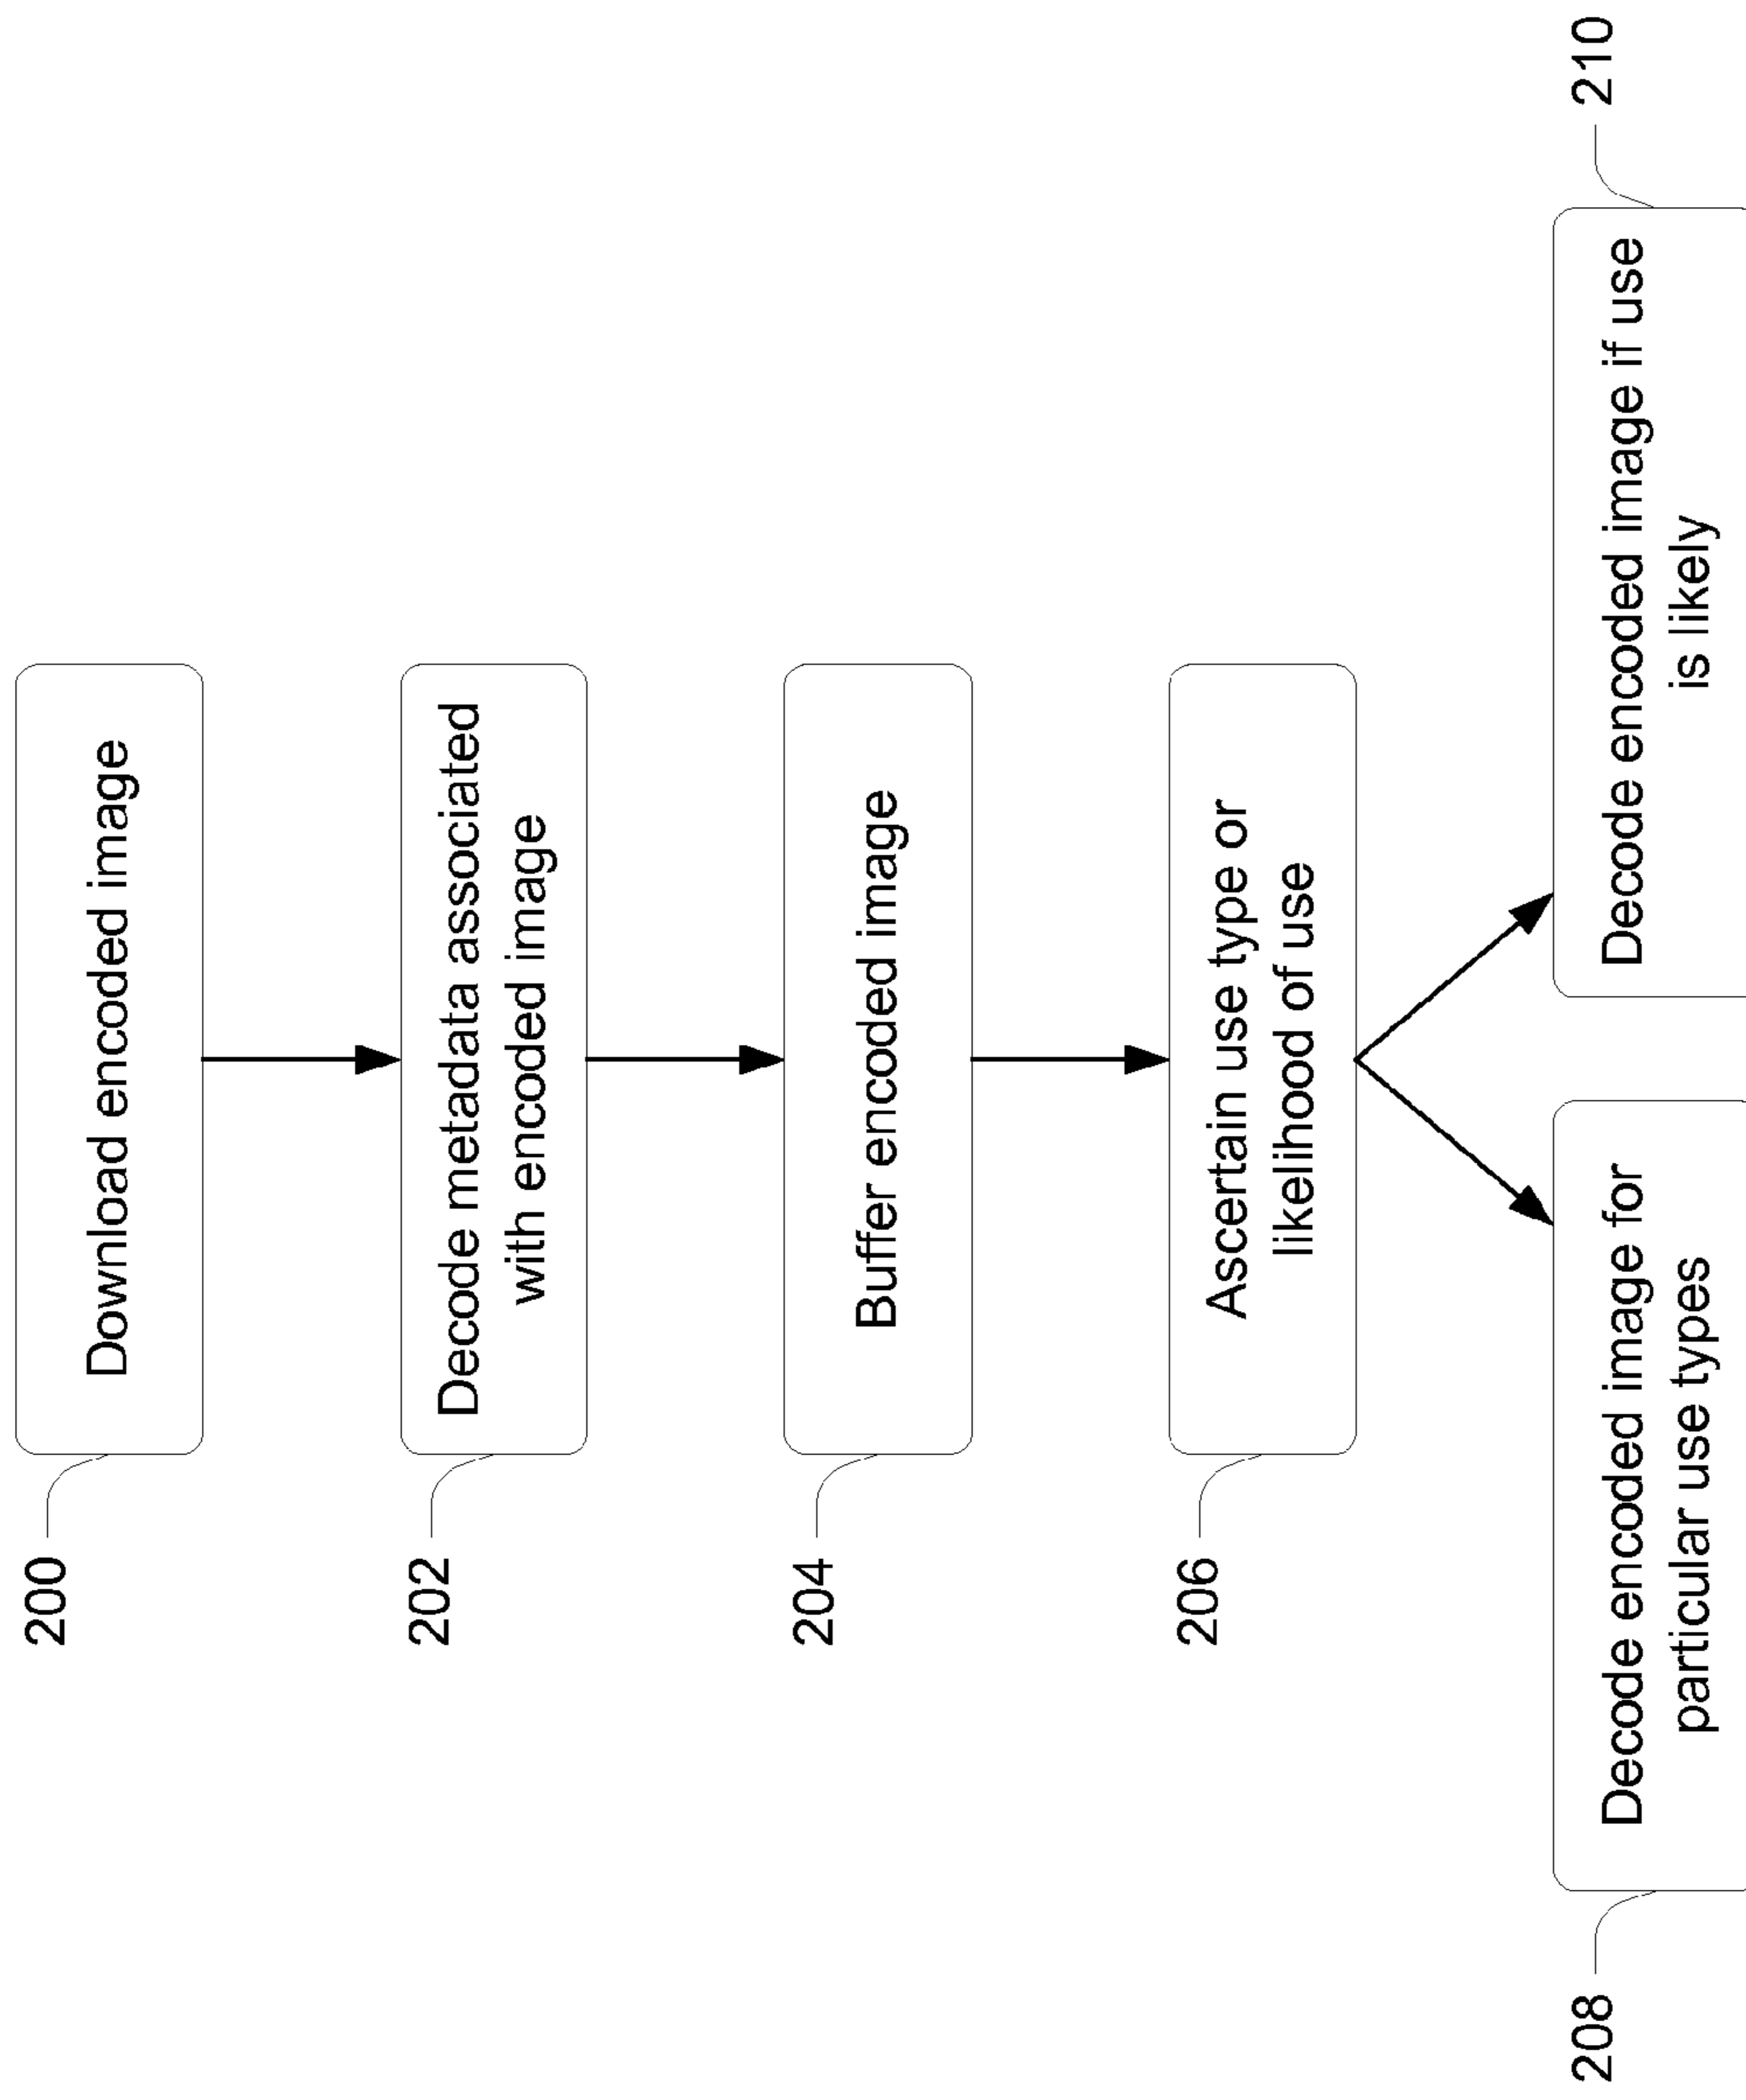 200
Download encoded image
202
Decode metadata associated
with encoded image
204
Buffer encoded image
206
Ascertain use type or
likelihood of use
208
Decode encoded image for
particular use types
210
Decode encoded image if use
is likely